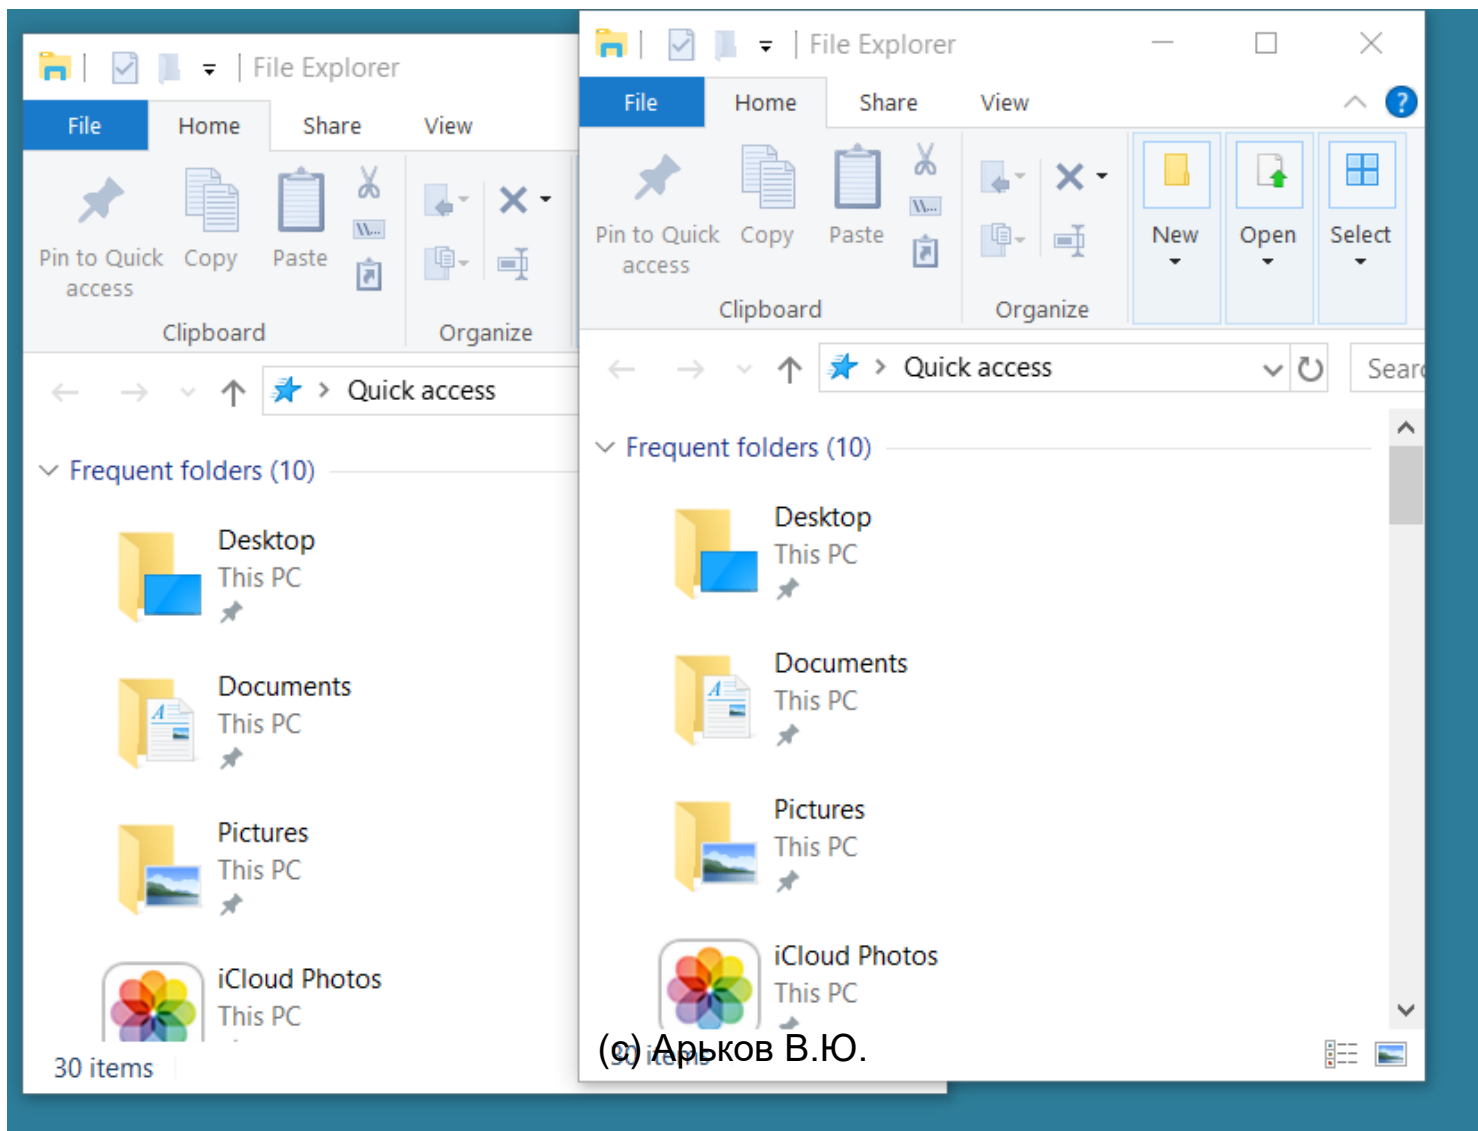 File Explorer
File Home Share View
Pin to Quick access
Copy
Paste
Clipboard
Organize
Quick access
Frequent folders (10)
Desktop
This PC
Documents
This PC
Pictures
This PC
iCloud Photos
This PC
30 items
File Explorer
File Home Share View
Pin to Quick access
Copy
Paste
Clipboard
Organize
New
Open
Select
Quick access
Frequent folders (10)
Desktop
This PC
Documents
This PC
Pictures
This PC
iCloud Photos
This PC
30 items
(c) Арьков В.Ю.